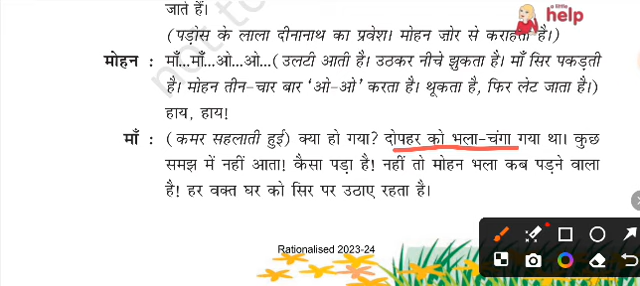 जाते हैं।
(पड़ोस के लाला दीनानाथ का प्रवेश। मोहन ज़ोर से कराहता है।)
help
मोहन : माँ...माँ...ओ...ओ...(उलटी आती है। उठकर नीचे झुकता है। माँ सिर पकड़ती
है। मोहन तीन-चार बार ‘ओ-ओ’ करता है। थूकता है, फिर लेट जाता है।)
हाय, हाय!
माँ : (कमर सहलाती हुई) क्या हो गया? दोपहर को भला-चंगा गया था। कुछ
समझ में नहीं आता! कैसा पड़ा है! नहीं तो मोहन भला कब पड़ने वाला
है! हर वक्त घर को सिर पर उठाए रहता है।
Rationalised 2023-24